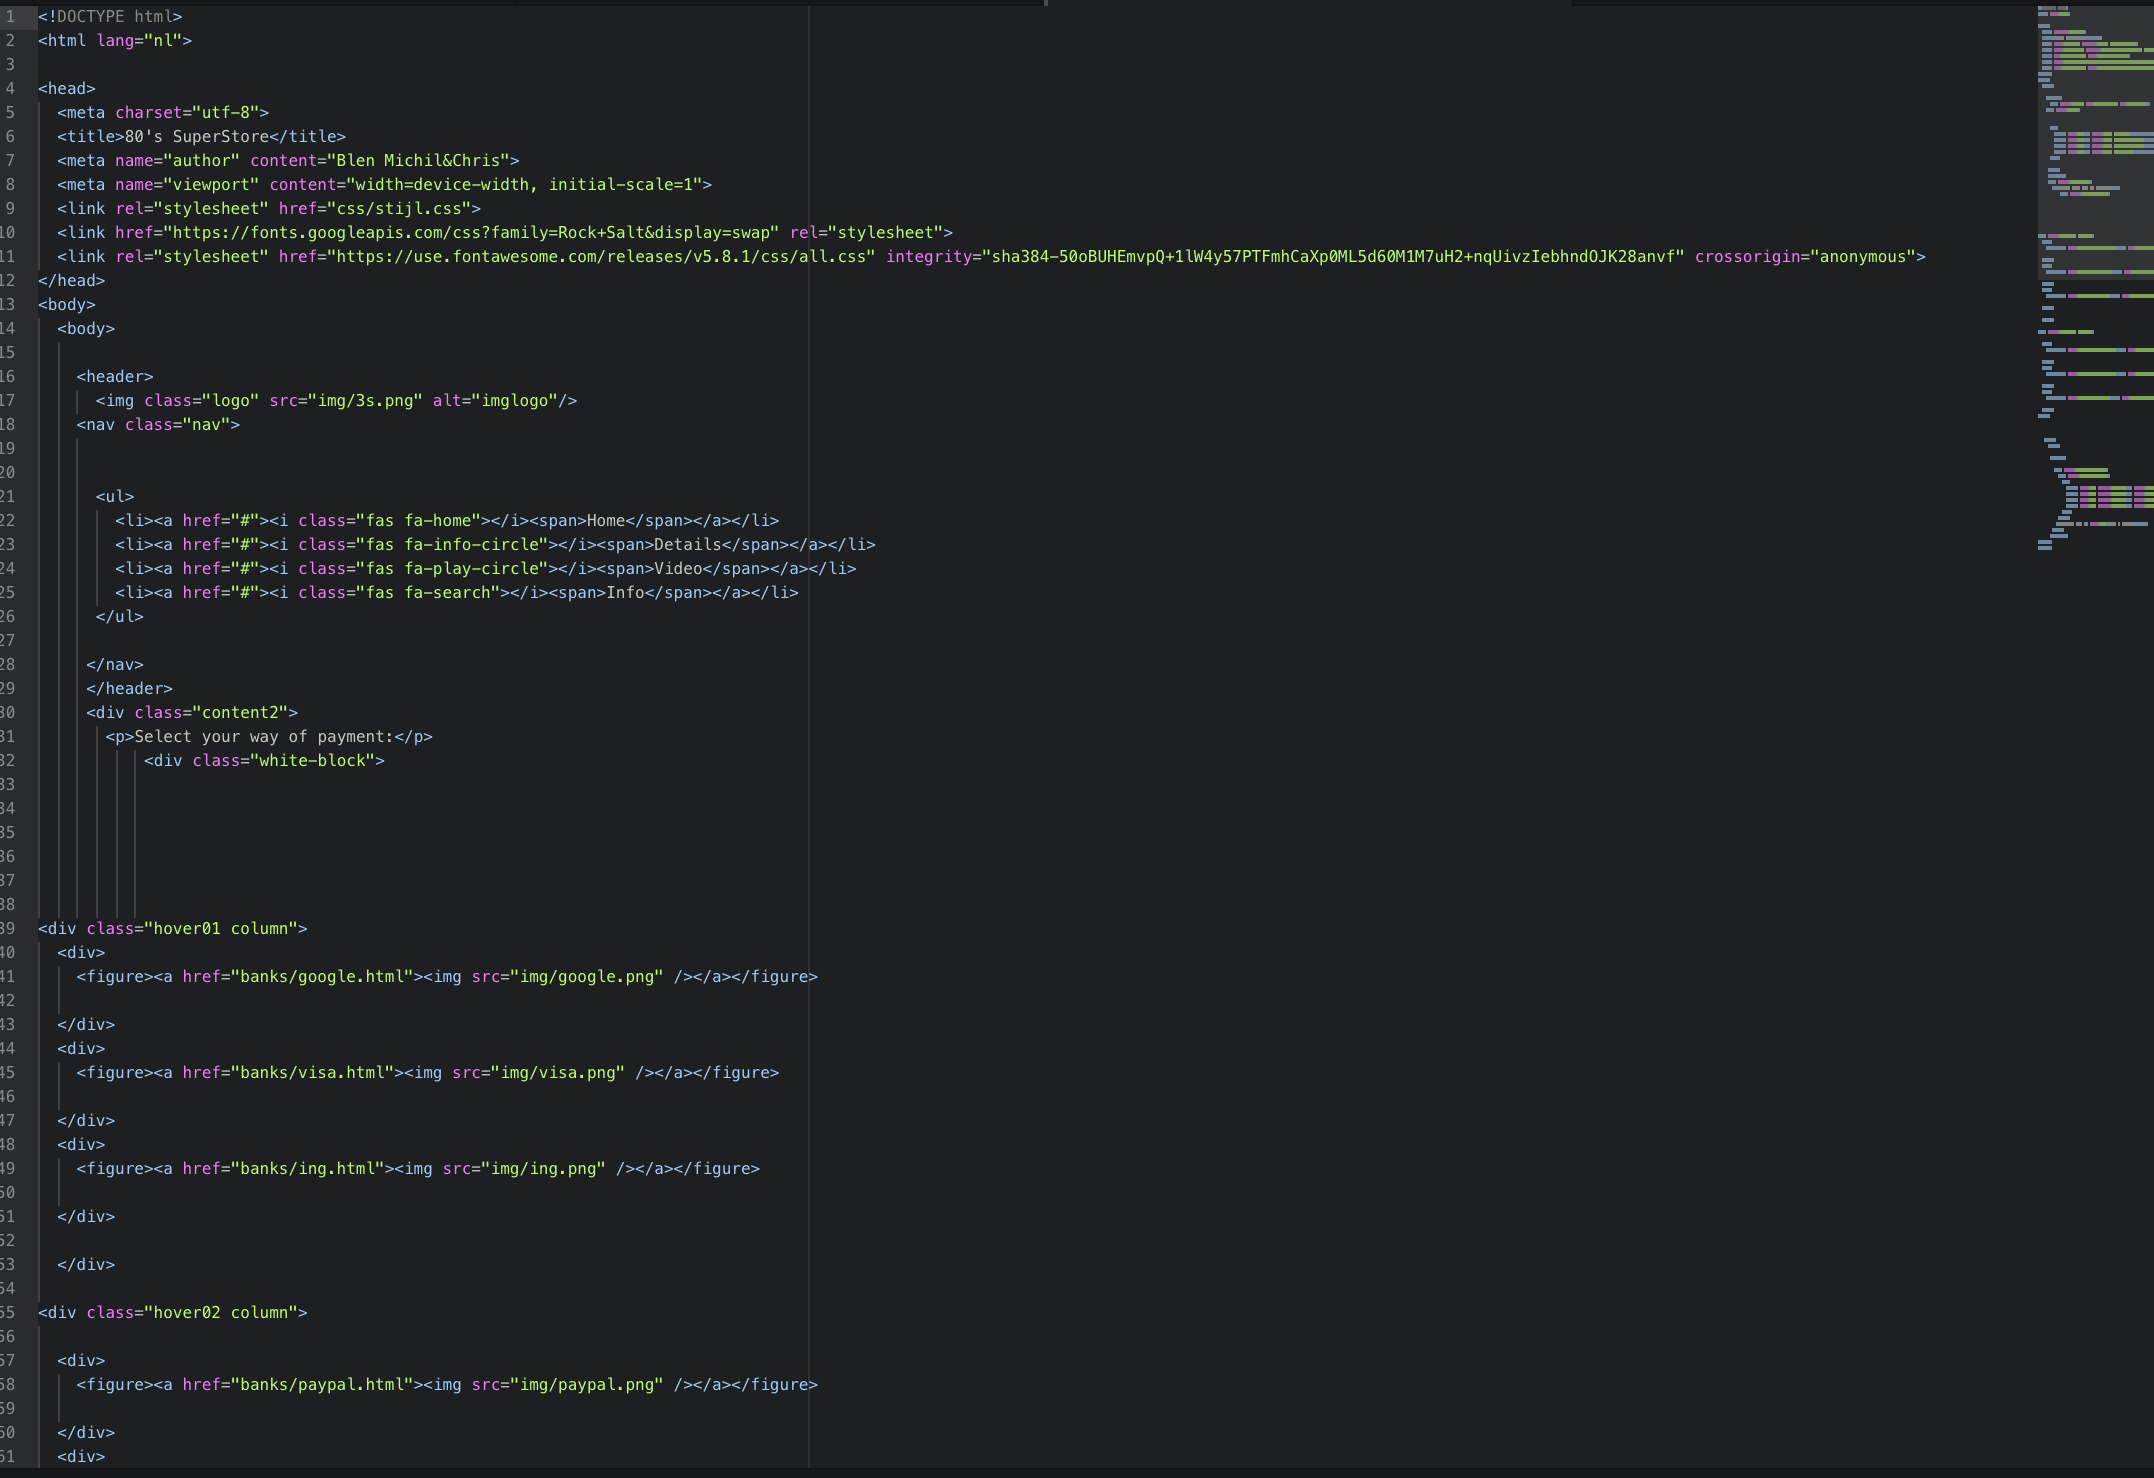 1 <!DOCTYPE html>
2 <html lang="nl">
3
4 <head>
5 <meta charset="utf-8">
6 <title>80's SuperStore</title>
7 <meta name="author" content="Blen Michil&Chris">
8 <meta name="viewport" content="width=device-width, initial-scale=1">
9 <link rel="stylesheet" href="css/stijl.css">
10 <link href="https://fonts.googleapis.com/css?family=Rock+Salt&display=swap" rel="stylesheet">
11 <link rel="stylesheet" href="https://use.fontawesome.com/releases/v5.8.1/css/all.css" integrity="sha384-50oBUHEmvpQ+1lW4y57PTFmhCaXp0ML5d60M1M7uH2+nqUivzIebhndOJK28anvf" crossorigin="anonymous">
12 </head>
13 <body>
14 <body>
15
16 <header>
17 <img class="logo" src="img/3s.png" alt="imglogo"/>
18 <nav class="nav">
19
20
21 <ul>
22 <li><a href="#"><i class="fas fa-home"></i><span>Home</span></a></li>
23 <li><a href="#"><i class="fas fa-info-circle"></i><span>Details</span></a></li>
24 <li><a href="#"><i class="fas fa-play-circle"></i><span>Video</span></a></li>
25 <li><a href="#"><i class="fas fa-search"></i><span>Info</span></a></li>
26 </ul>
27
28 </nav>
29 </header>
30 <div class="content2">
31 <p>Select your way of payment:</p>
32 <div class="white-block">
33
34
35
36
37
38
39 <div class="hover01 column">
40 <div>
41 <figure><a href="banks/google.html"><img src="img/google.png" /></a></figure>
42
43 </div>
44 <div>
45 <figure><a href="banks/visa.html"><img src="img/visa.png" /></a></figure>
46
47 </div>
48 <div>
49 <figure><a href="banks/ing.html"><img src="img/ing.png" /></a></figure>
50
51 </div>
52
53 </div>
54
55 <div class="hover02 column">
56
57 <div>
58 <figure><a href="banks/paypal.html"><img src="img/paypal.png" /></a></figure>
59
60 </div>
61 <div>